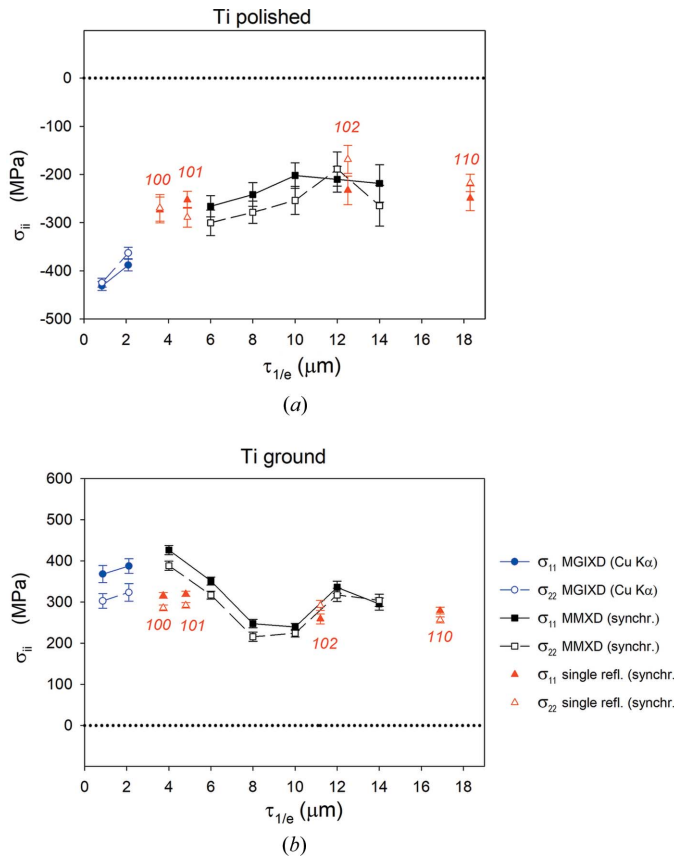 Ti polished
0
-100
-200
-300
-400
-500
σii (MPa)
100
101
102
110
0 2 4 6 8 10 12 14 16 18
τ1/e (μm)
(a)
Ti ground
600
500
400
300
200
100
0
σii (MPa)
100
101
102
110
0 2 4 6 8 10 12 14 16 18
τ1/e (μm)
(b)
σ11 MGIXD (Cu Kα)
σ22 MGIXD (Cu Kα)
σ11 MMXD (synchr.)
σ22 MMXD (synchr.)
σ11 single refl. (synchr.
σ22 single refl. (synchr.